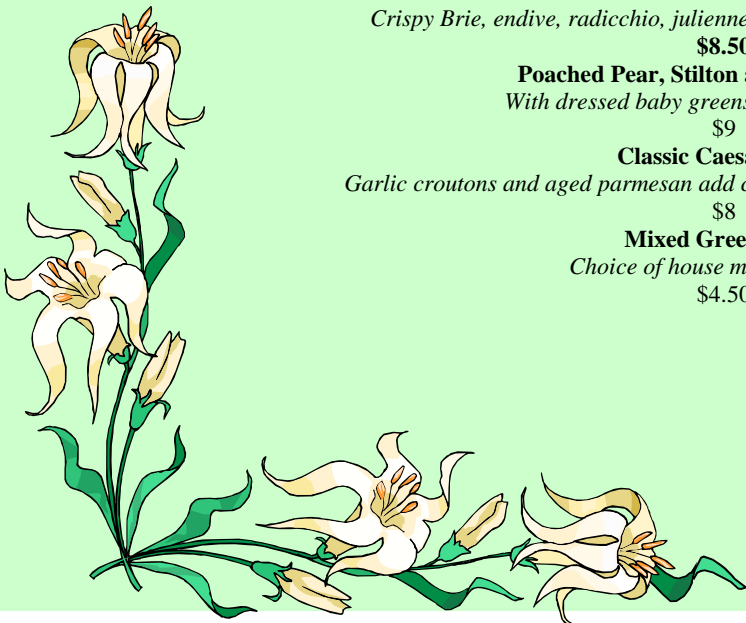 Crispy Brie, endive, radicchio, julienne
$8.50
Poached Pear, Stilton
With dressed baby greens
$9
Classic Caes
Garlic croutons and aged parmesan add
$8
Mixed Gree
Choice of house
$4.50